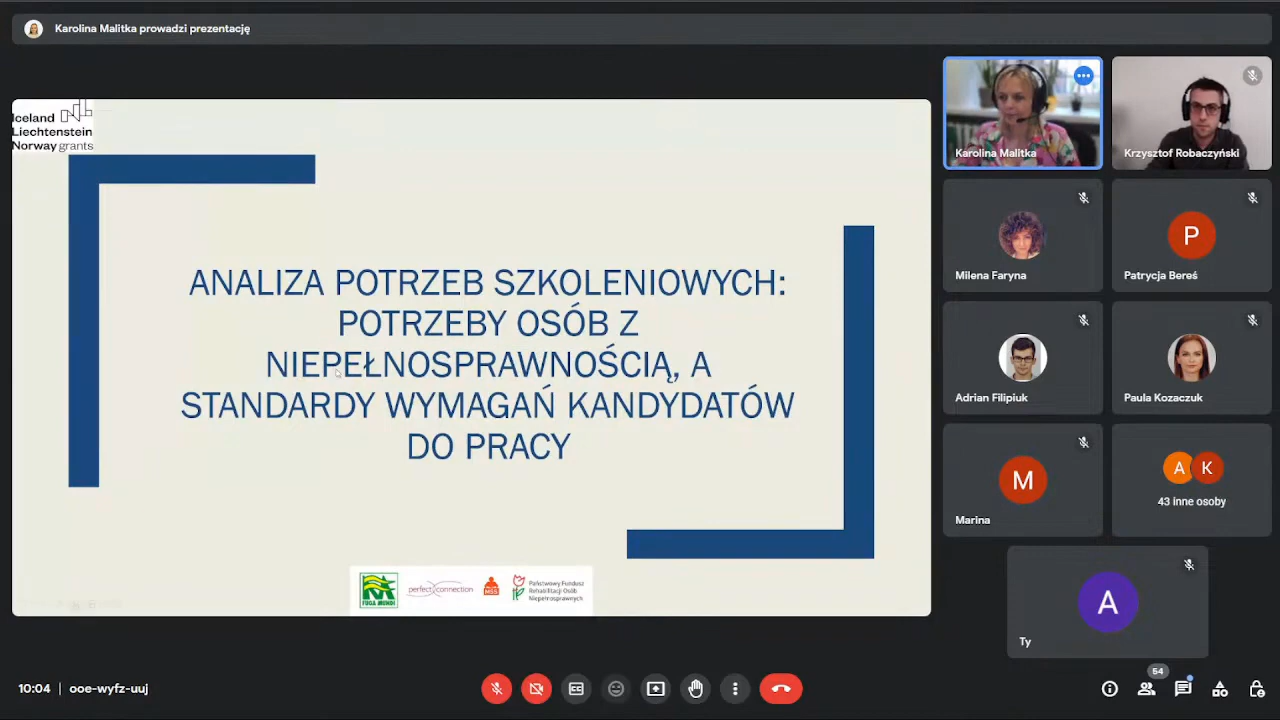 Karolina Malitka prowadzi prezentację
Iceland
Liechtenstein
Norway grants
ANALIZA POTRZEB SZKOLENIOWYCH:
POTRZEBY OSÓB Z
NIEPEŁNOSPRAWNOŚCIĄ, A
STANDARDY WYMAGAŃ KANDYDATÓW
DO PRACY
FUGA MUNDI
perfect connection
Państwowy Fundusz
Rehabilitacji Osób
Niepełnosprawnych
Karolina Malitka
Krzysztof Robaczyński
Milena Faryna
P
Patrycja Bereś
Adrian Filipiuk
Paula Kozaczuk
M
Marina
A K
43 inne osoby
A
Ty
10:04 | ooe-wyfz-uuj
54